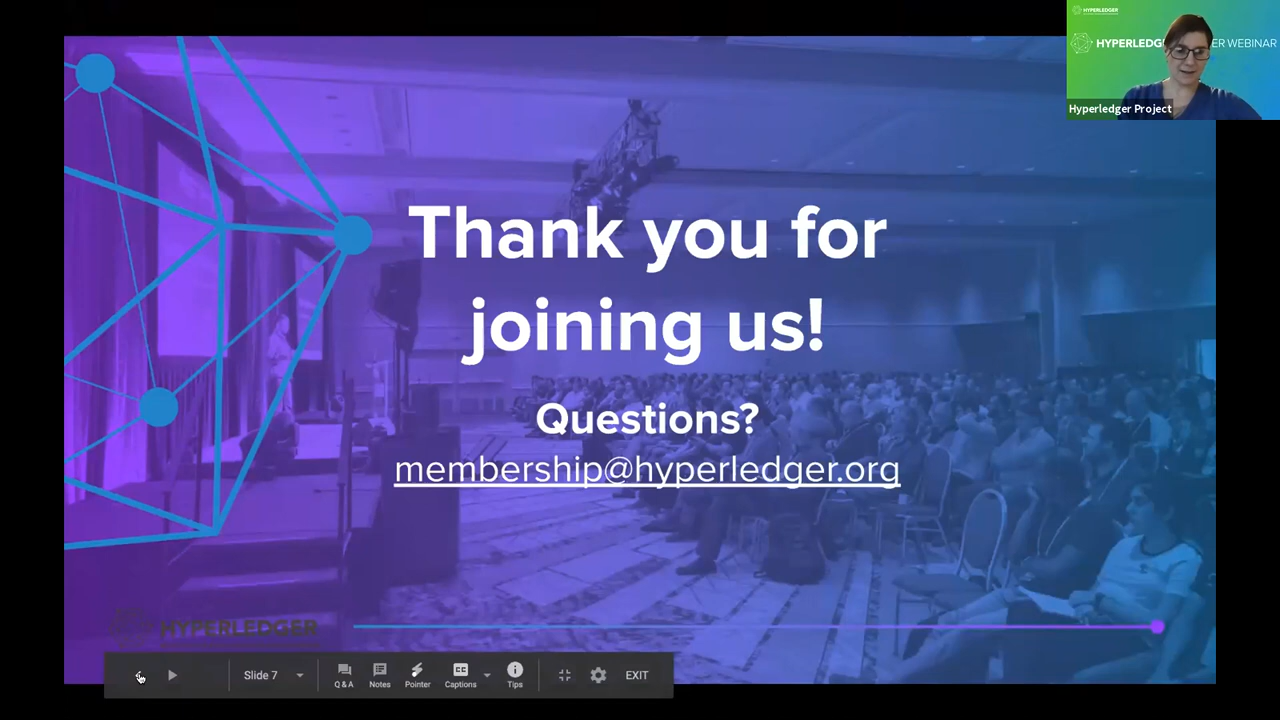 HYPERLEDGER
HYPERLEDG
ER WEBINAR
Hyperledger Project
Thank you for
joining us!
Questions?
membership@hyperledger.org
HYPERLEDGER
Slide 7
Q & A
Notes
Pointer
CC
Captions
Tips
EXIT